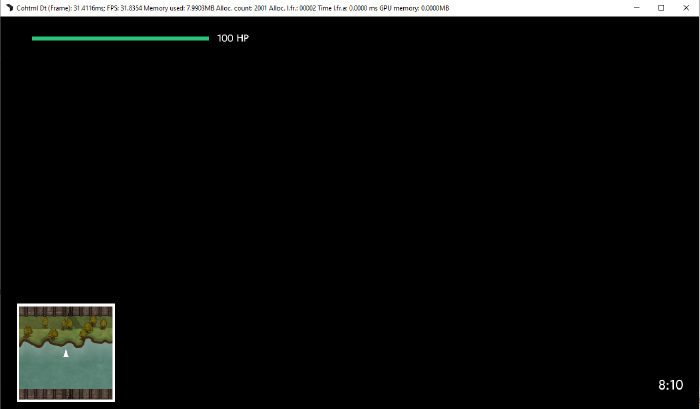 Cohtml Dt (Frame): 31.4116ms; FPS: 31.8354 Memory used: 7.9903MB Alloc. count: 2001 Alloc. l.fr.: 00002 Time l.fr.a: 0.0000 ms GPU memory: 0.0000MB
100 HP
8:10